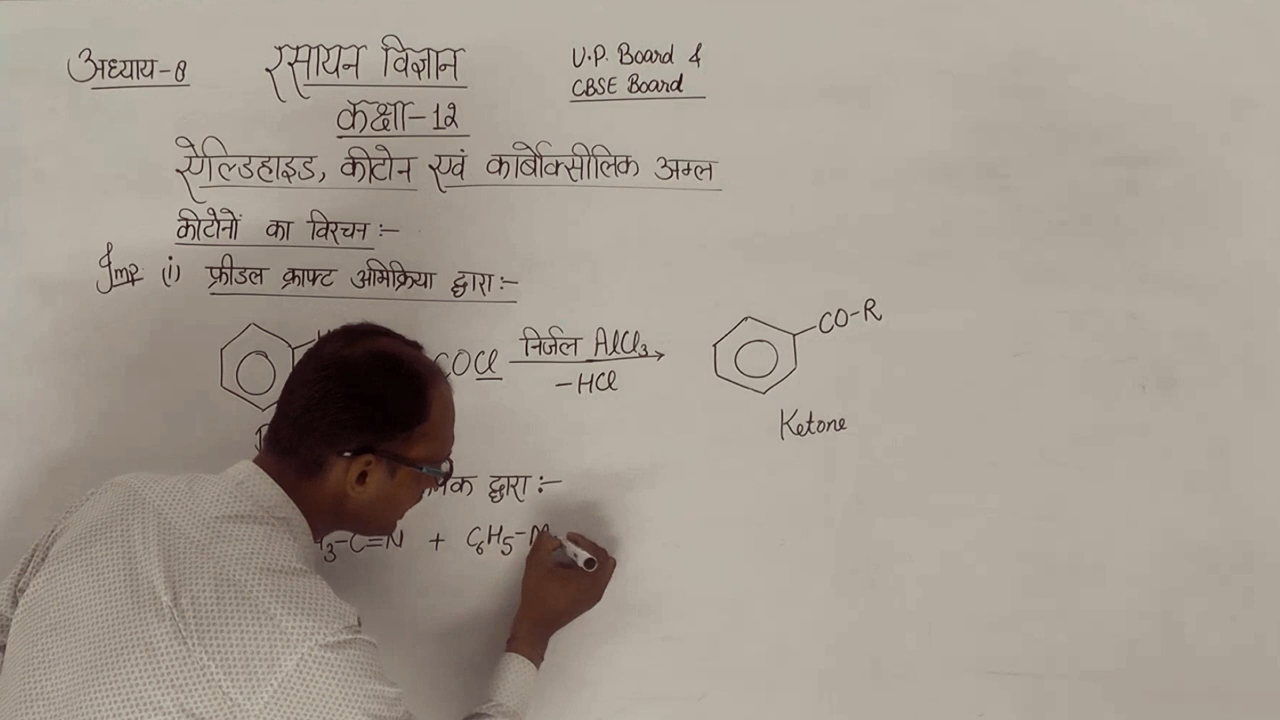 अध्याय-8
रसायन विज्ञान
U.P. Board &
CBSE Board
कक्षा-12
ऐल्डिहाइड, कीटोन एवं कार्बोक्सीलिक अम्ल
कीटोनों का विरचन :-
Imp (i) फ्रीडल क्राफ्ट अभिक्रिया द्वारा :-
COCl निर्जल AlCl3 -HCl CO-R
Ketone
द्वारा :-
3-C≡N + C6H5-M